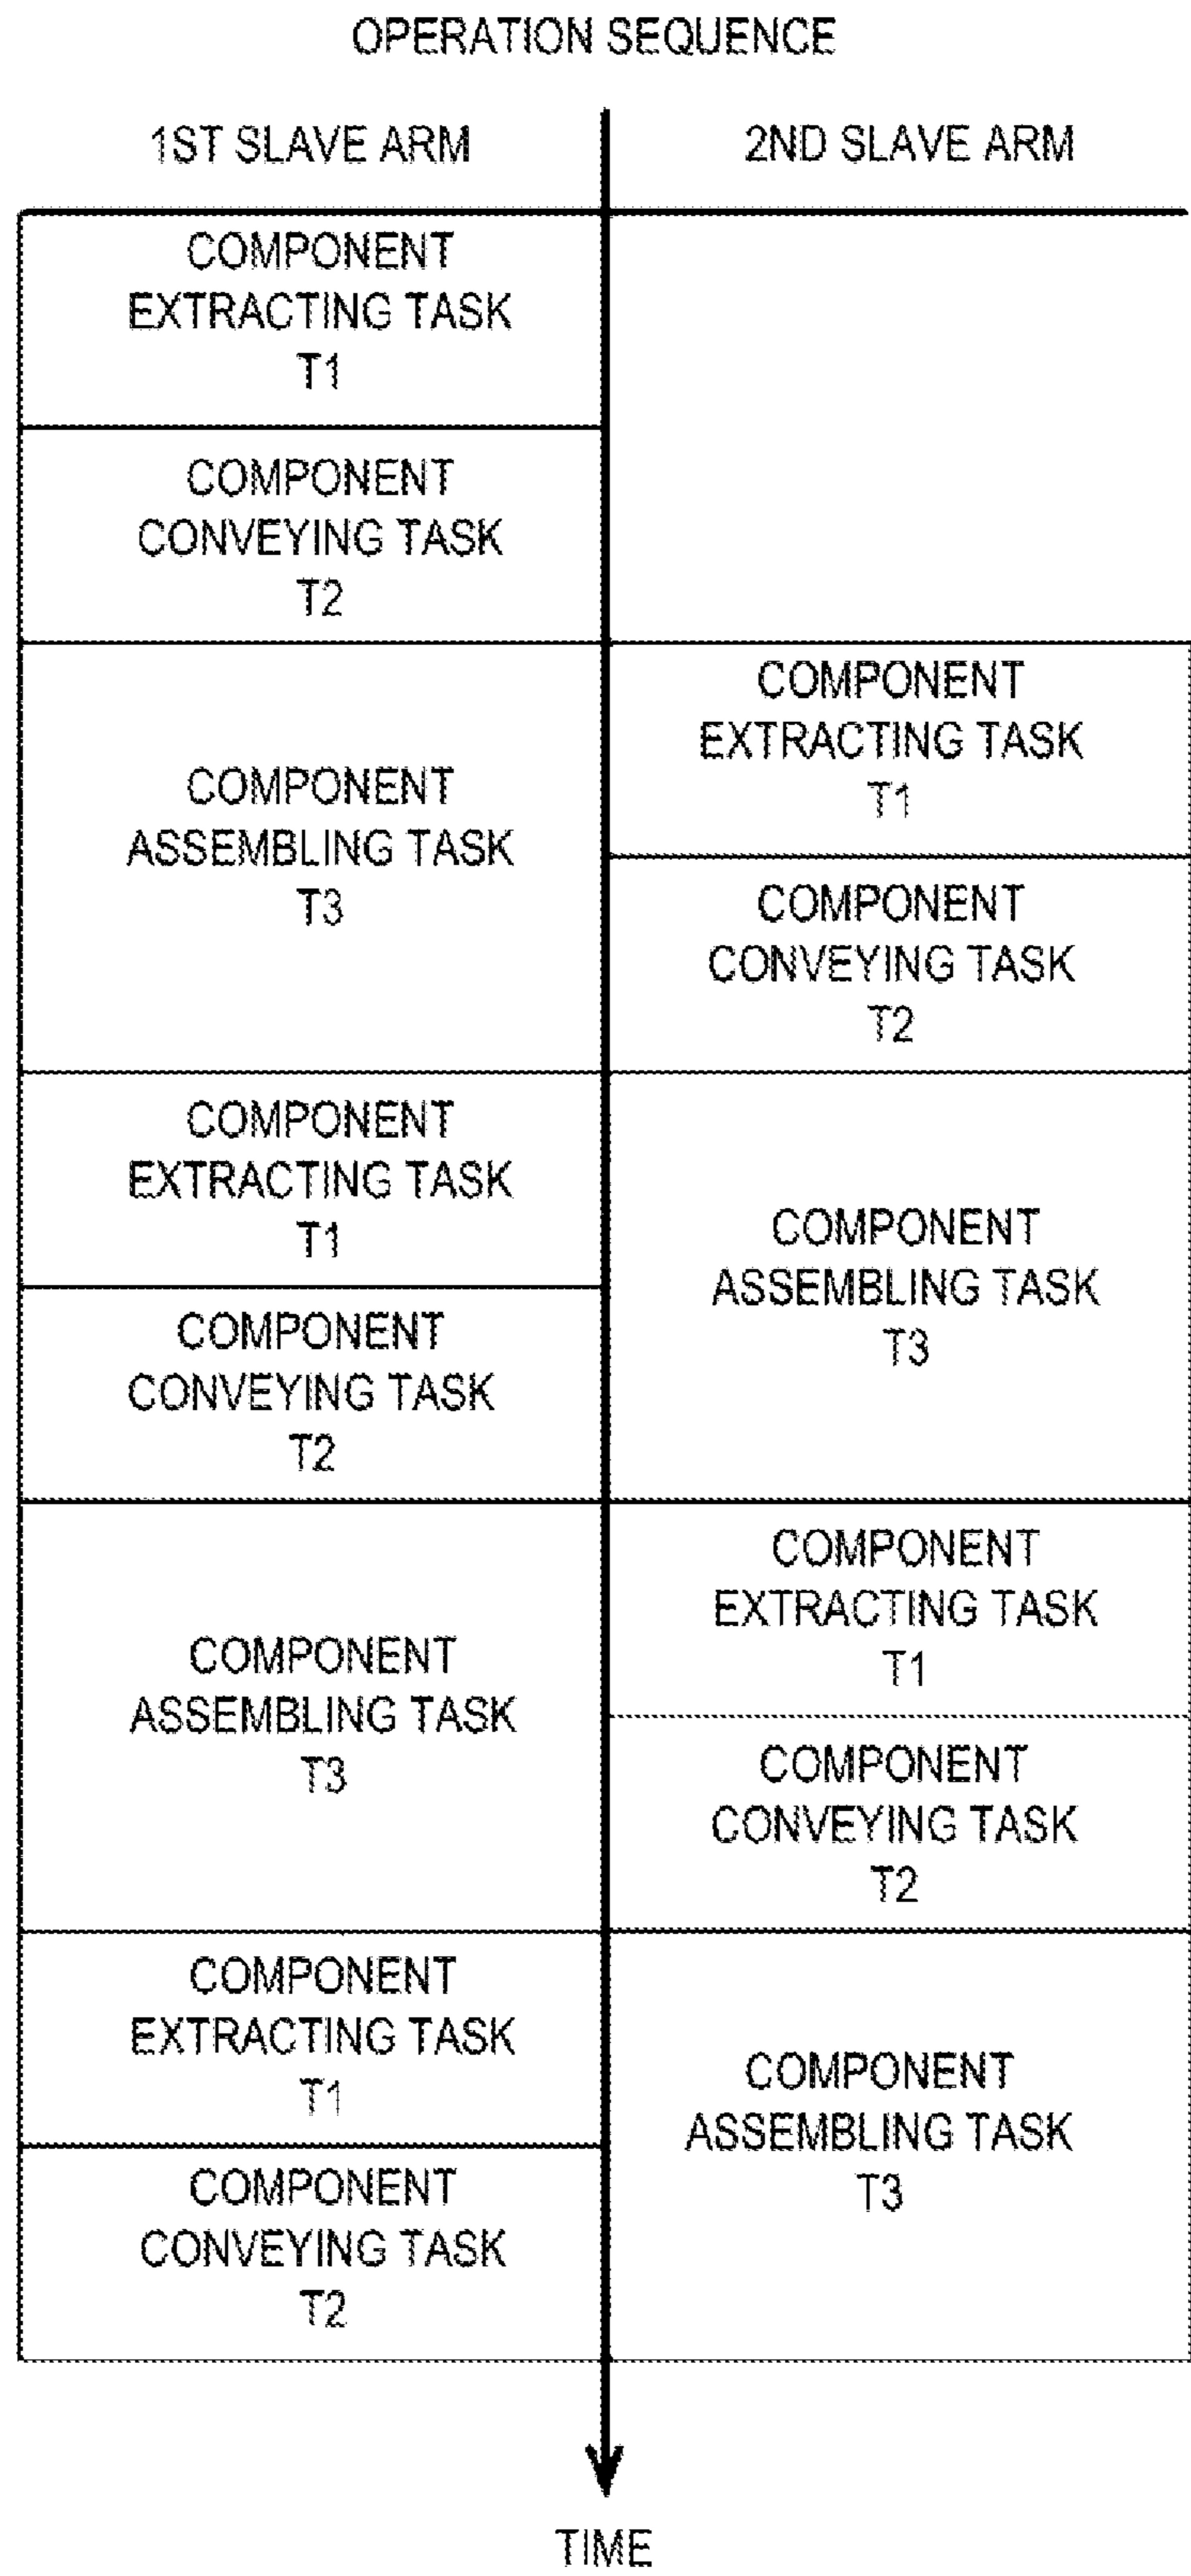 OPERATION SEQUENCE
1ST SLAVE ARM
2ND SLAVE ARM
COMPONENT
EXTRACTING TASK
T1
COMPONENT
CONVEYING TASK
T2
COMPONENT
ASSEMBLING TASK
T3
COMPONENT
EXTRACTING TASK
T1
COMPONENT
CONVEYING TASK
T2
COMPONENT
EXTRACTING TASK
T1
COMPONENT
CONVEYING TASK
T2
COMPONENT
ASSEMBLING TASK
T3
COMPONENT
ASSEMBLING TASK
T3
COMPONENT
EXTRACTING TASK
T1
COMPONENT
CONVEYING TASK
T2
COMPONENT
EXTRACTING TASK
T1
COMPONENT
CONVEYING TASK
T2
COMPONENT
ASSEMBLING TASK
T3
TIME